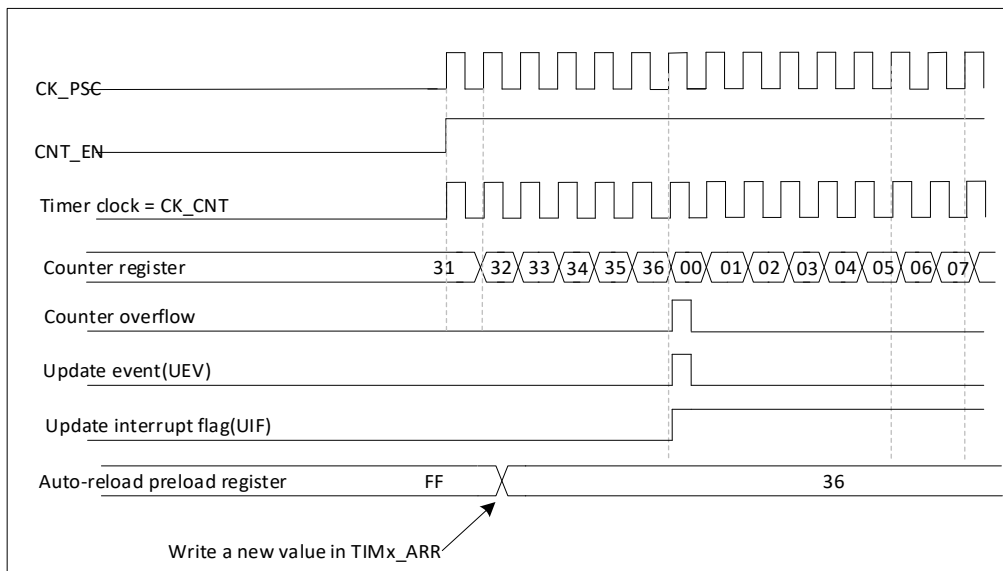 CK_PSC
CNT_EN
Timer clock = CK_CNT
Counter register 31 32 33 34 35 36 00 01 02 03 04 05 06 07
Counter overflow
Update event(UEV)
Update interrupt flag(UIF)
Auto-reload preload register FF 36
Write a new value in TIMx_ARR